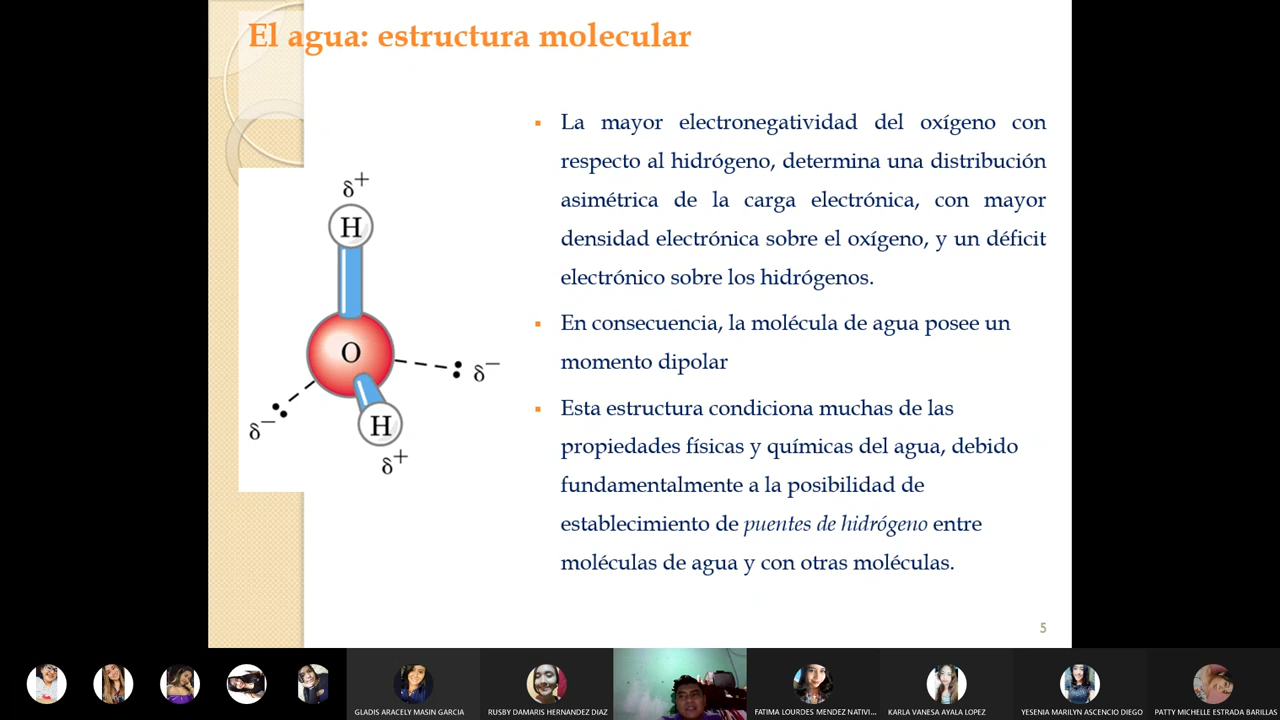 El agua: estructura molecular
La mayor electronegatividad del oxígeno con
respecto al hidrógeno, determina una distribución
asimétrica de la carga electrónica, con mayor
densidad electrónica sobre el oxígeno, y un déficit
electrónico sobre los hidrógenos.
En consecuencia, la molécula de agua posee un
momento dipolar
Esta estructura condiciona muchas de las
propiedades físicas y químicas del agua, debido
fundamentalmente a la posibilidad de
establecimiento de puentes de hidrógeno entre
moléculas de agua y con otras moléculas.
δ+
H
O
δ−
δ−
H
δ+
5
GLADIS ARACELY MASIN GARCIA
RUSBY DAMARIS HERNANDEZ DIAZ
FATIMA LOURDES MENDEZ NATIVI...
KARLA VANESA AYALA LOPEZ
YESENIA MARILYN ASCENCIO DIEGO
PATTY MICHELLE ESTRADA BARILLAS